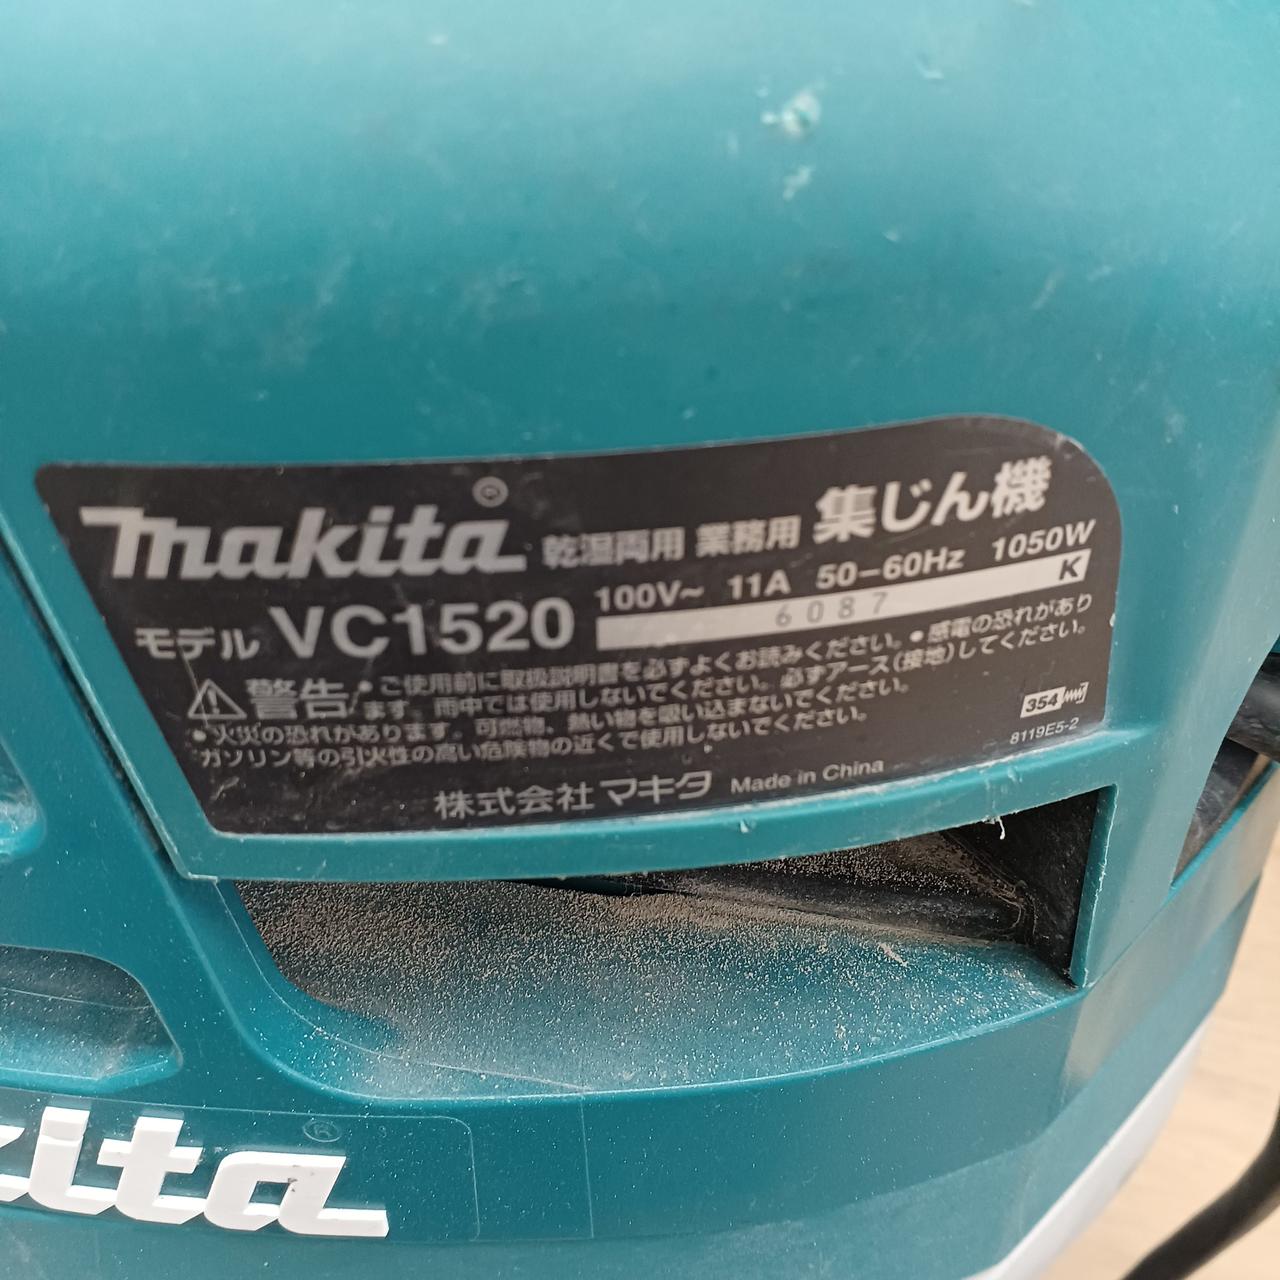 makita®
乾湿両用 業務用 集じん機
モデル VC1520
100V~ 11A 50-60Hz 1050W
6087 K
⚠警告 •ご使用前に取扱説明書を必ずよくお読みください。•感電の恐れがあり
ます。雨中では使用しないでください。必ずアース(接地)してください。
•火災の恐れがあります。可燃物、熱い物を吸い込まないでください。
ガソリン等の引火性の高い危険物の近くで使用しないでください。
354
8119E5-2
株式会社 マキタ Made in China
kita®